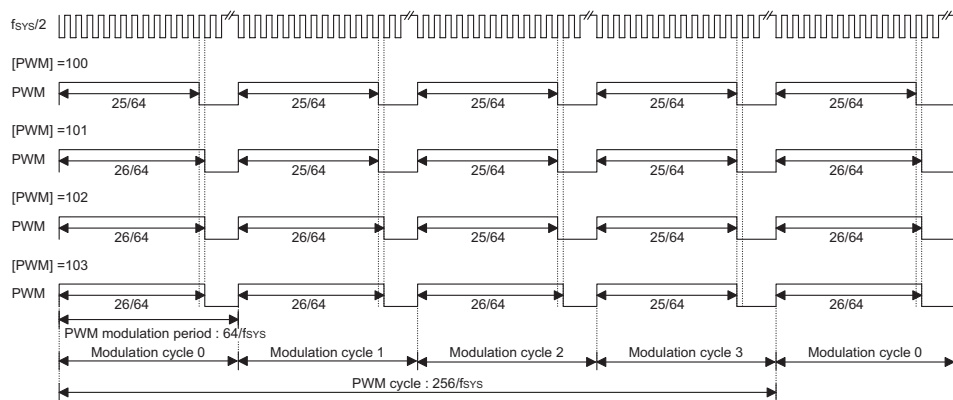 fSYS/2
[PWM] =100
PWM
25/64 25/64 25/64 25/64 25/64
[PWM] =101
PWM
26/64 25/64 25/64 25/64 26/64
[PWM] =102
PWM
26/64 26/64 25/64 25/64 26/64
[PWM] =103
PWM
26/64 26/64 26/64 25/64 26/64
PWM modulation period : 64/fSYS
Modulation cycle 0 Modulation cycle 1 Modulation cycle 2 Modulation cycle 3 Modulation cycle 0
PWM cycle : 256/fSYS